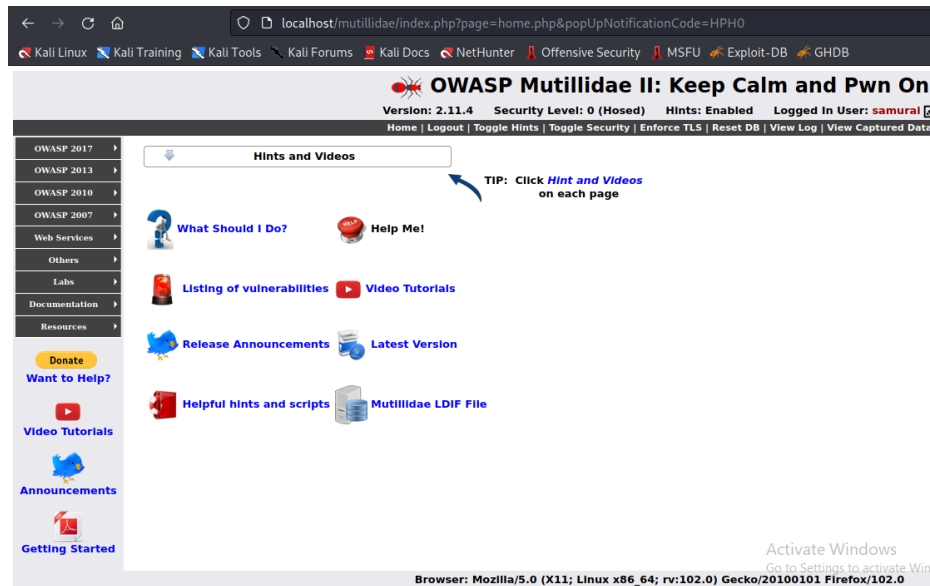 localhost/mutillidae/index.php?page=home.php&popUpNotificationCode=HPH0
Kali Linux Kali Training Kali Tools Kali Forums Kali Docs NetHunter Offensive Security MSFU Exploit-DB GHDB
OWASP Mutillidae II: Keep Calm and Pwn On
Version: 2.11.4 Security Level: 0 (Hosed) Hints: Enabled Logged In User: samurai
Home | Logout | Toggle Hints | Toggle Security | Enforce TLS | Reset DB | View Log | View Captured Data
OWASP 2017
OWASP 2013
OWASP 2010
OWASP 2007
Web Services
Others
Labs
Documentation
Resources
Donate
Want to Help?
Video Tutorials
Announcements
Getting Started
Hints and Videos
TIP: Click Hint and Videos
on each page
What Should I Do? Help Me!
HELP
Listing of vulnerabilities Video Tutorials
Release Announcements Latest Version
Helpful hints and scripts Mutillidae LDIF File
Activate Windows
Go to Settings to activate Win
Browser: Mozilla/5.0 (X11; Linux x86_64; rv:102.0) Gecko/20100101 Firefox/102.0